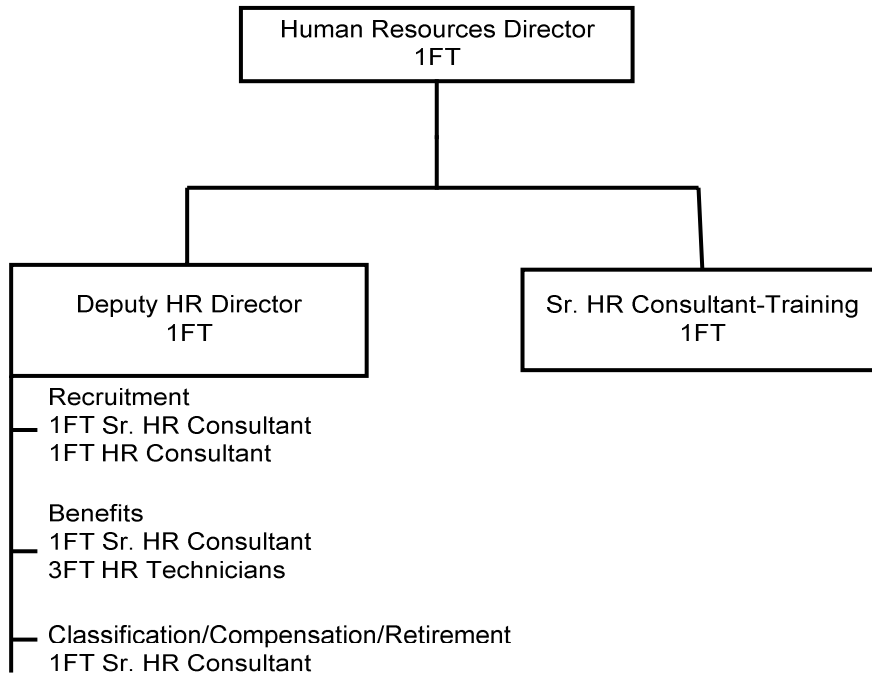 Human Resources Director
1FT
Deputy HR Director
1FT
Sr. HR Consultant-Training
1FT
Recruitment
1FT Sr. HR Consultant
1FT HR Consultant
Benefits
1FT Sr. HR Consultant
3FT HR Technicians
Classification/Compensation/Retirement
1FT Sr. HR Consultant